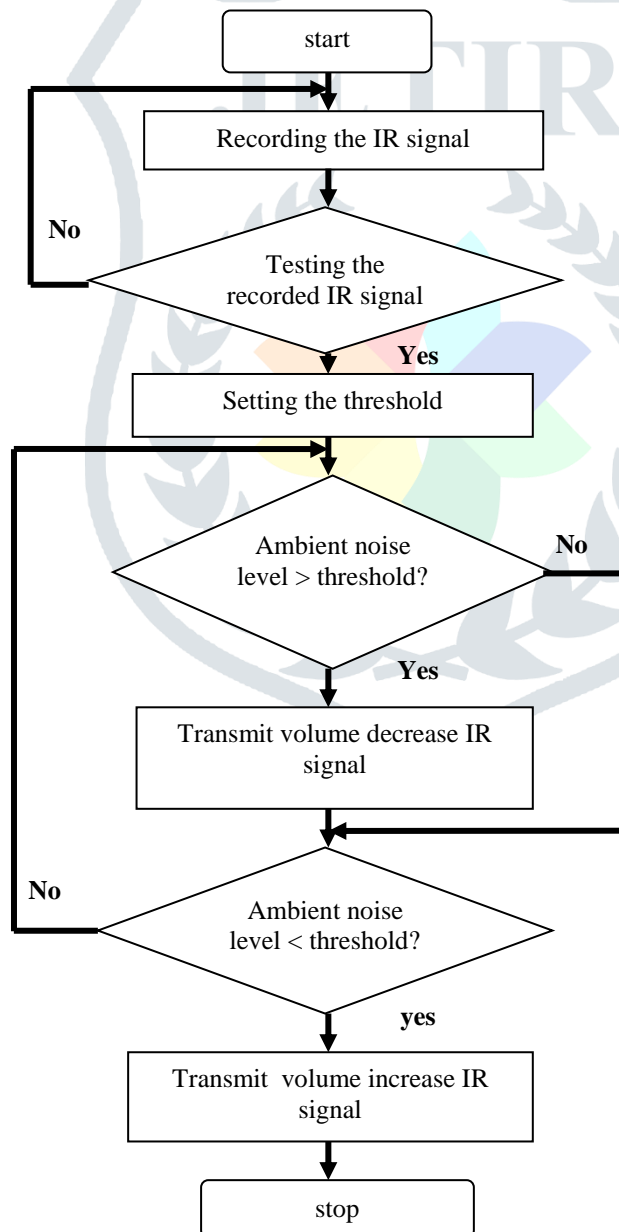 JETIR
start
Recording the IR signal
No
Testing the
recorded IR signal
Yes
Setting the threshold
Ambient noise
level > threshold?
No
Yes
Transmit volume decrease IR
signal
No
Ambient noise
level < threshold?
yes
Transmit volume increase IR
signal
stop